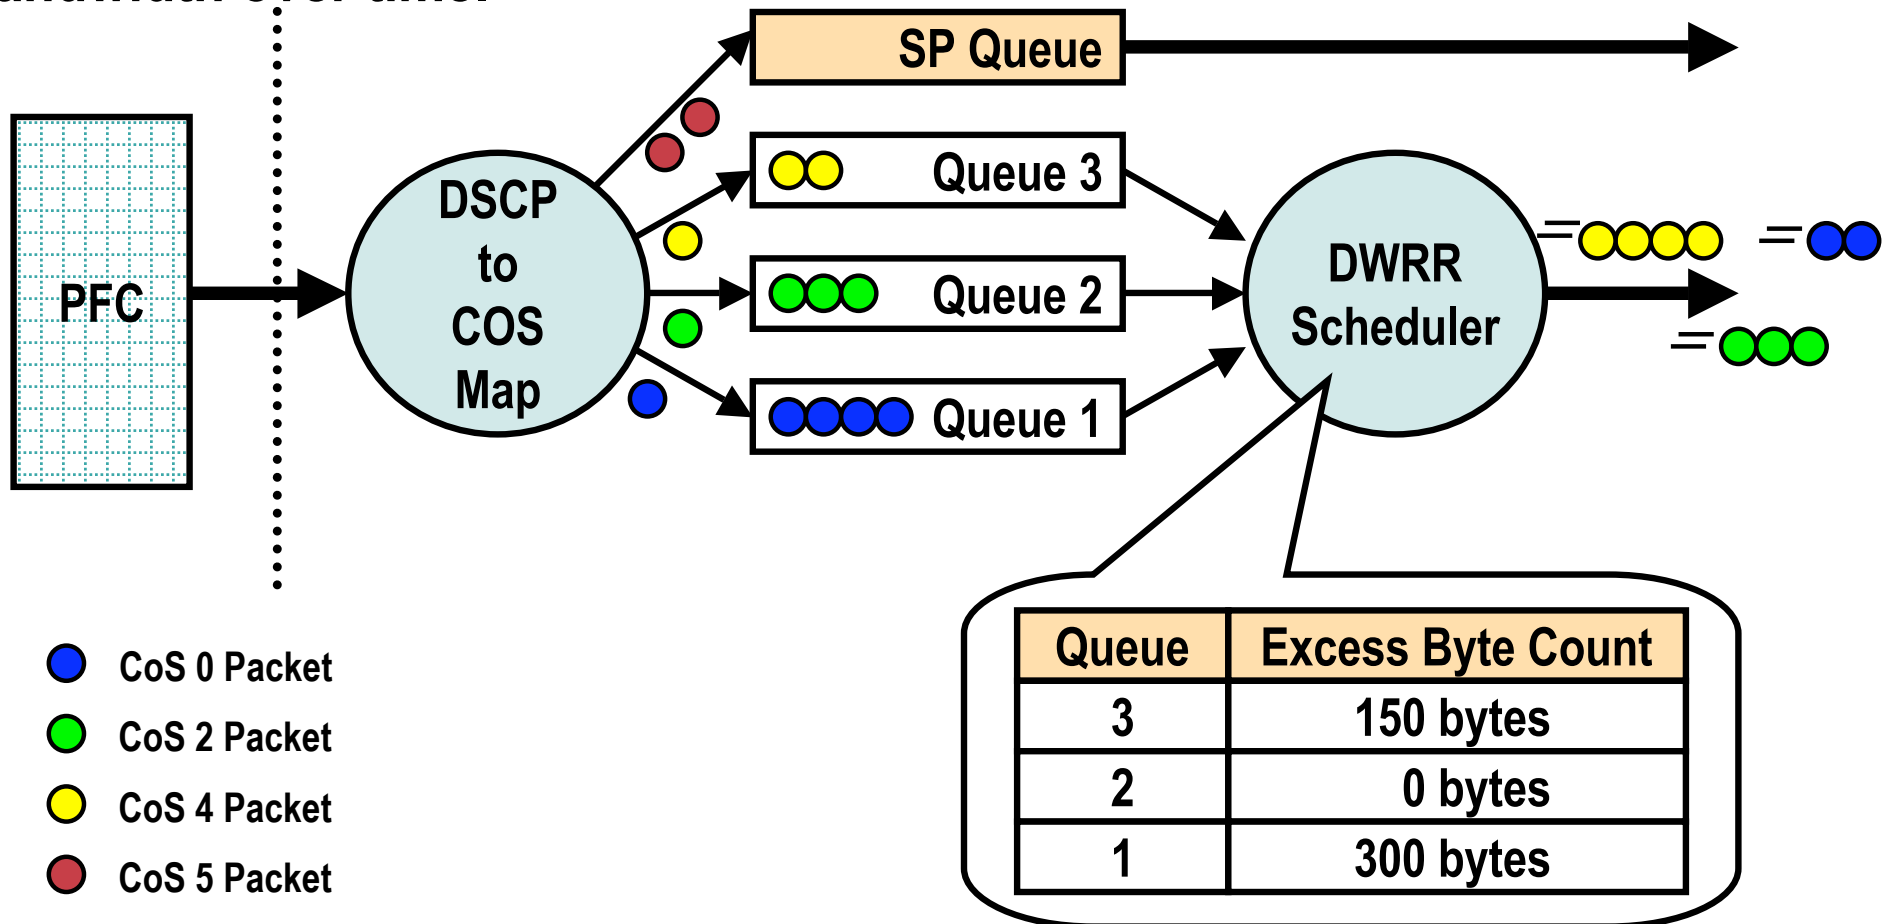 SP Queue
PFC
DSCP
to
COS
Map
Queue 3
Queue 2
Queue 1
DWRR
Scheduler
Queue Excess Byte Count
3 150 bytes
2 0 bytes
1 300 bytes
CoS 0 Packet
CoS 2 Packet
CoS 4 Packet
CoS 5 Packet